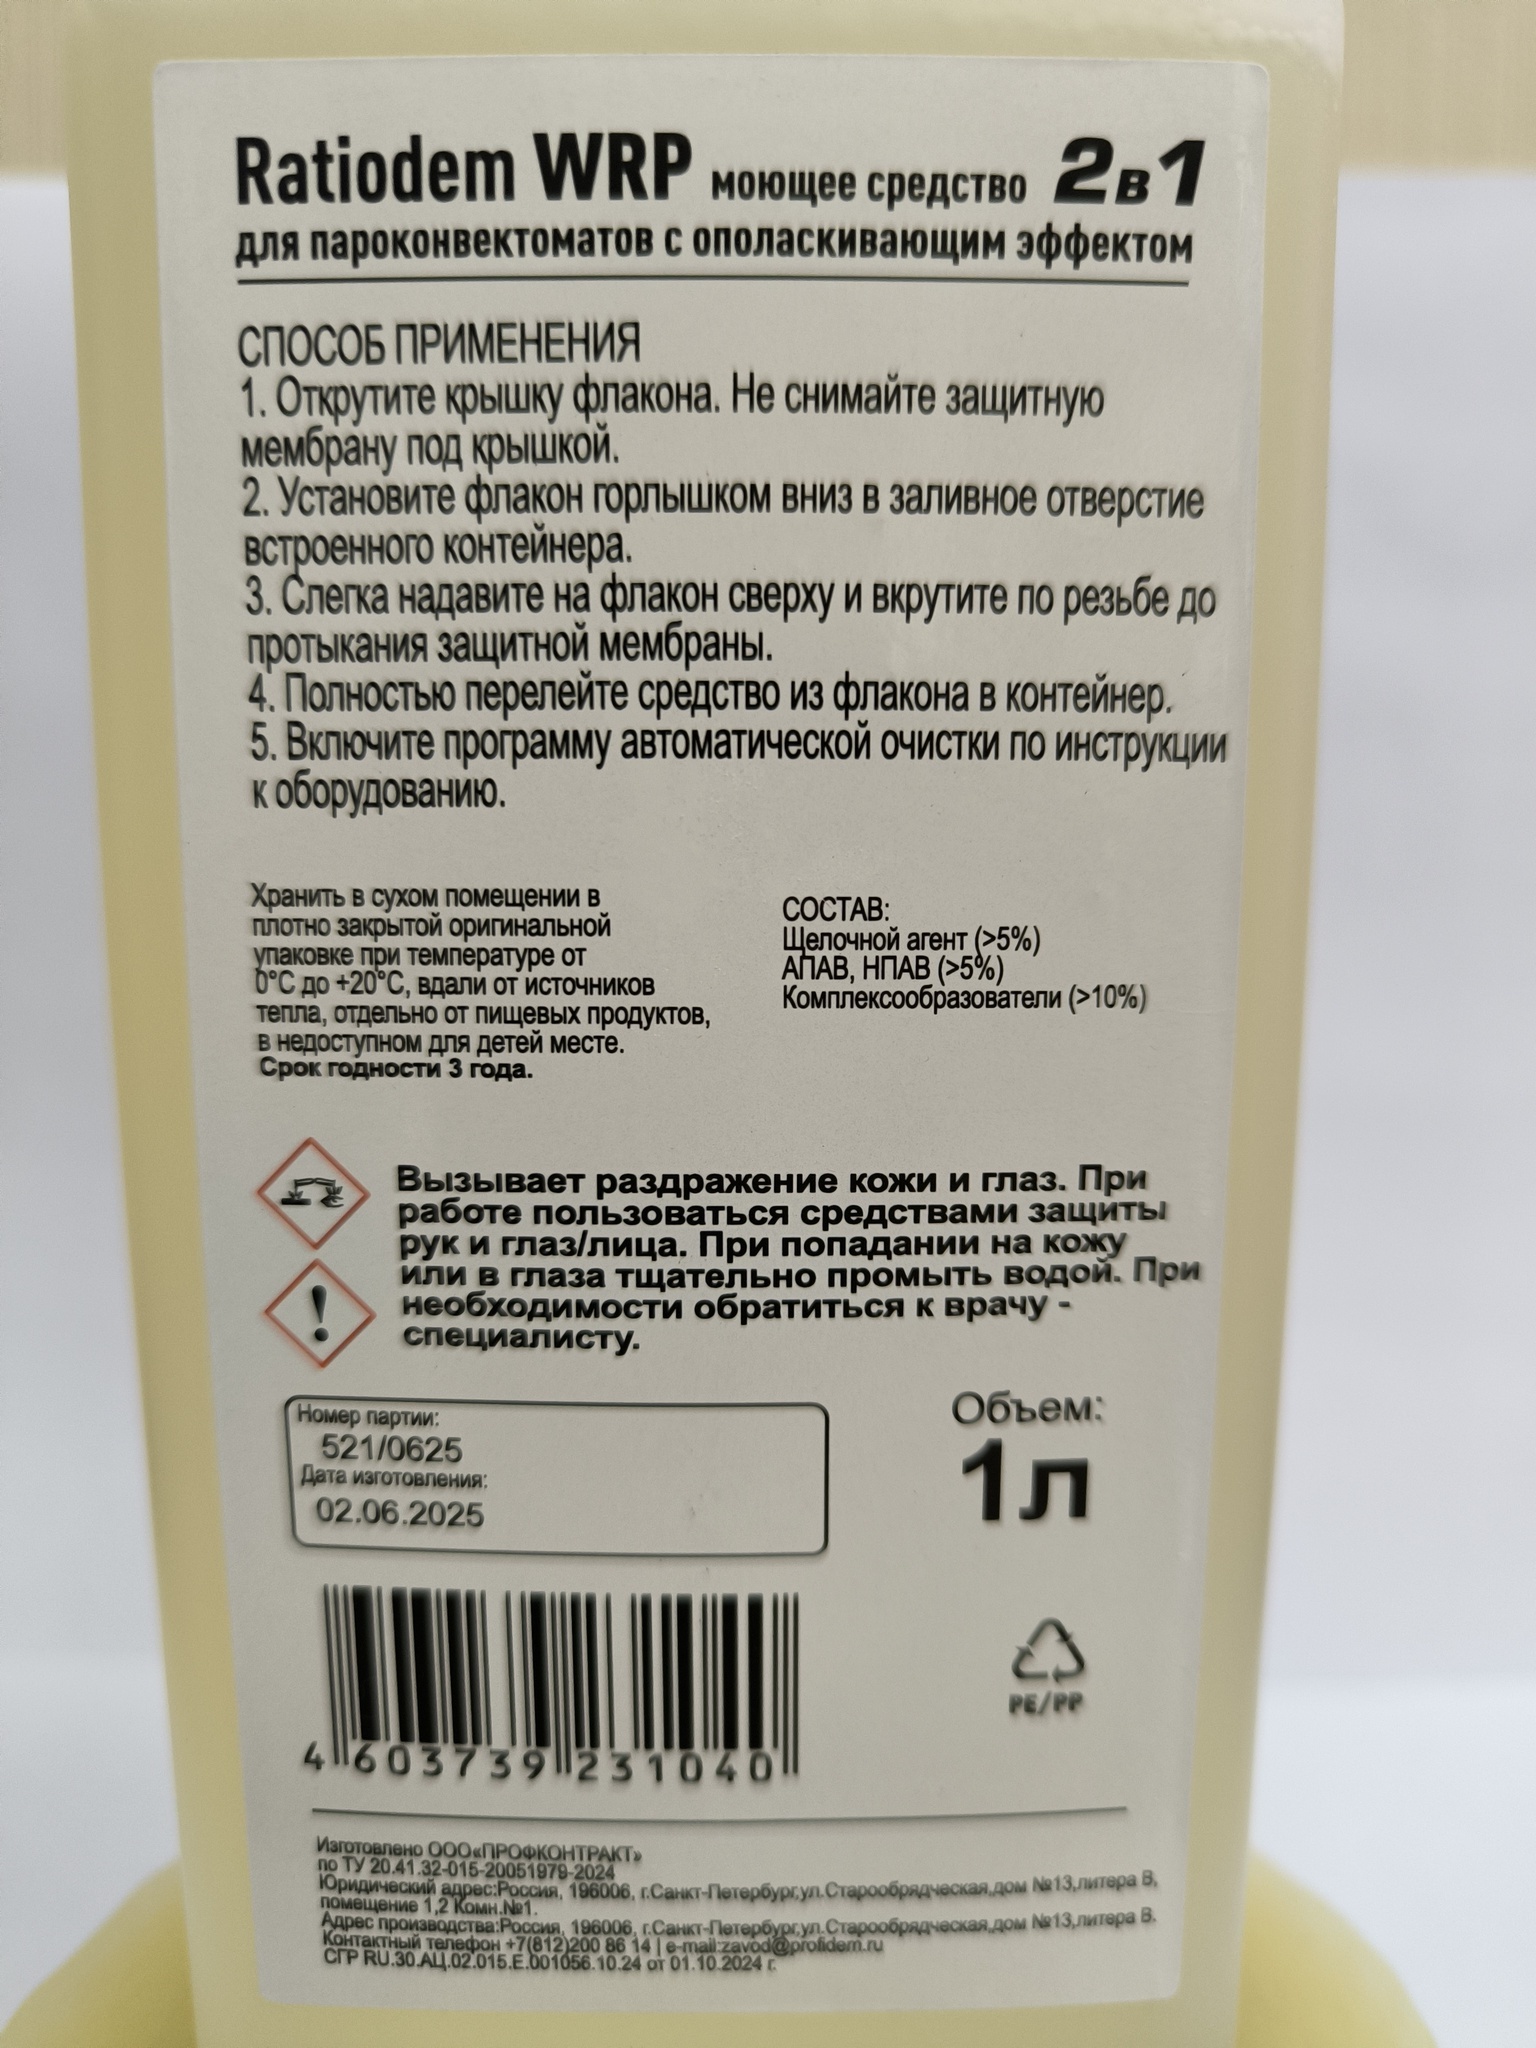 Ratiodem WRP моющее средство 2в1
для пароконвектоматов с ополаскивающим эффектом
СПОСОБ ПРИМЕНЕНИЯ
1. Открутите крышку флакона. Не снимайте защитную
мембрану под крышкой.
2. Установите флакон горлышком вниз в заливное отверстие
встроенного контейнера.
3. Слегка надавите на флакон сверху и вкрутите по резьбе до
протыкания защитной мембраны.
4. Полностью перелейте средство из флакона в контейнер.
5. Включите программу автоматической очистки по инструкции
к оборудованию.
Хранить в сухом помещении в
плотно закрытой оригинальной
упаковке при температуре от
0°С до +20°С, вдали от источников
тепла, отдельно от пищевых продуктов,
в недоступном для детей месте.
Срок годности 3 года.
СОСТАВ:
Щелочной агент (>5%)
АПАВ, НПАВ (>5%)
Комплексообразователи (>10%)
Вызывает раздражение кожи и глаз. При
работе пользоваться средствами защиты
рук и глаз/лица. При попадании на кожу
или в глаза тщательно промыть водой. При
необходимости обратиться к врачу -
специалисту.
Номер партии:
521/0625
Дата изготовления:
02.06.2025
Объем:
1л
PE/PP
4 603739 231040
Изготовлено ООО«ПРОФКОНТРАКТ»
по ТУ 20.41.32-015-20051979-2024
Юридический адрес:Россия, 196006, г.Санкт-Петербург,ул.Старообрядческая,дом №13,литера В,
помещение 1,2 Комн.№1.
Адрес производства:Россия, 196006, г.Санкт-Петербург,ул.Старообрядческая,дом №13,литера В.
Контактный телефон +7(812)200 86 14 | e-mail:zavod@profidem.ru
СГР RU.30.АЦ.02.015.Е.001056.10.24 от 01.10.2024 г.